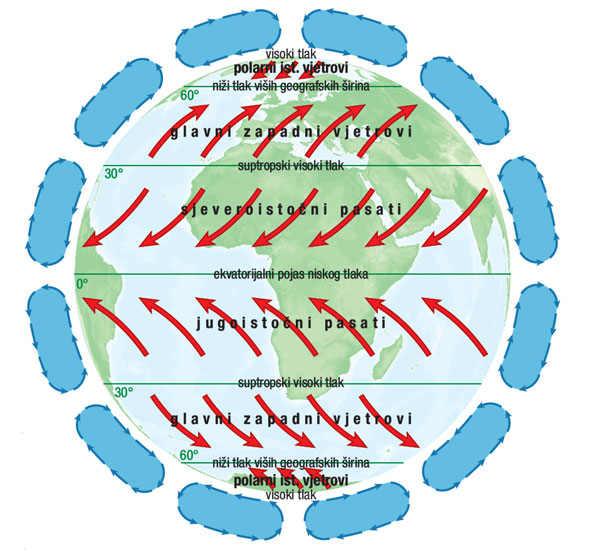 visoki tlak
polarni ist. vjetrovi
niži tlak viših geografskih širina
60°
glavni zapadni vjetrovi
suptropski visoki tlak
30°
sjeveroistočni pasati
ekvatorijalni pojas niskog tlaka
0°
jugoistočni pasati
suptropski visoki tlak
30°
glavni zapadni vjetrovi
60°
niži tlak viših geografskih širina
polarni ist. vjetrovi
visoki tlak